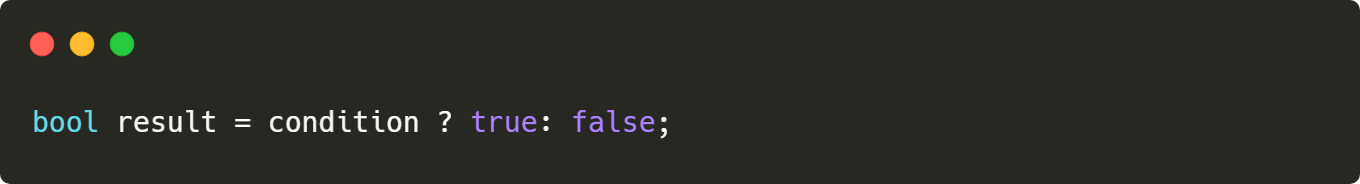 bool result = condition ? true: false;